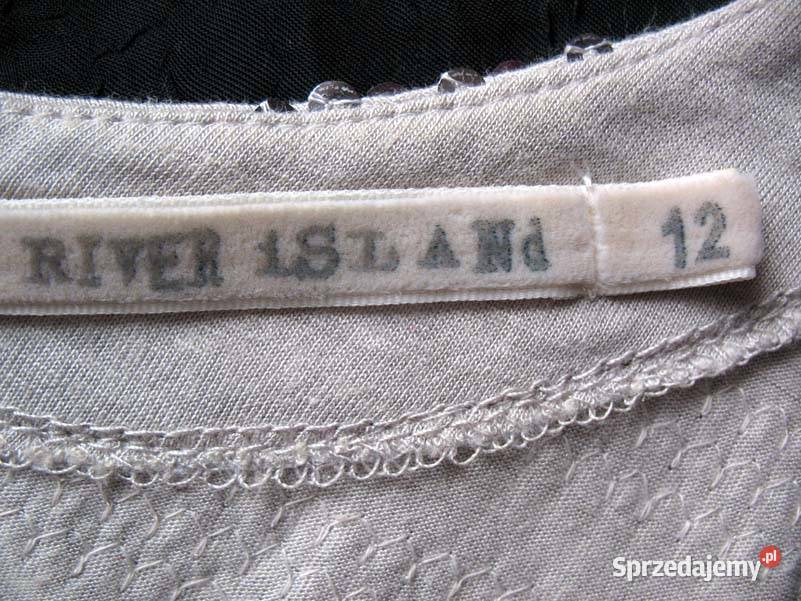 RIVER iSLANd 12
Sprzedajemy.pl